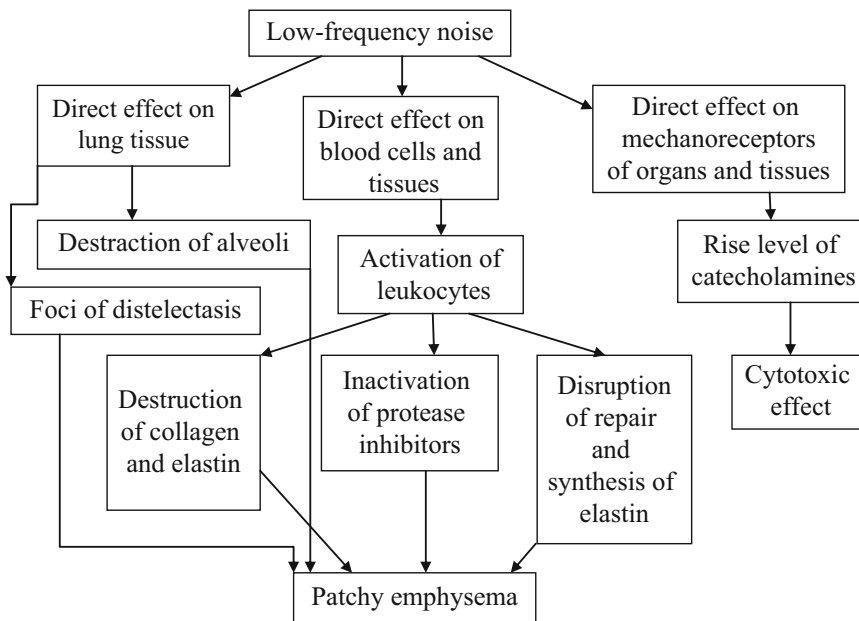 Low-frequency noise
Direct effect on
lung tissue
Direct effect on
blood cells and
tissues
Direct effect on
mechanoreceptors
of organs and tissues
Destraction of alveoli
Foci of distelectasis
Activation of
leukocytes
Rise level of
catecholamines
Destruction
of collagen
and elastin
Inactivation
of protease
inhibitors
Disruption
of repair
and
synthesis of
elastin
Cytotoxic
effect
Patchy emphysema